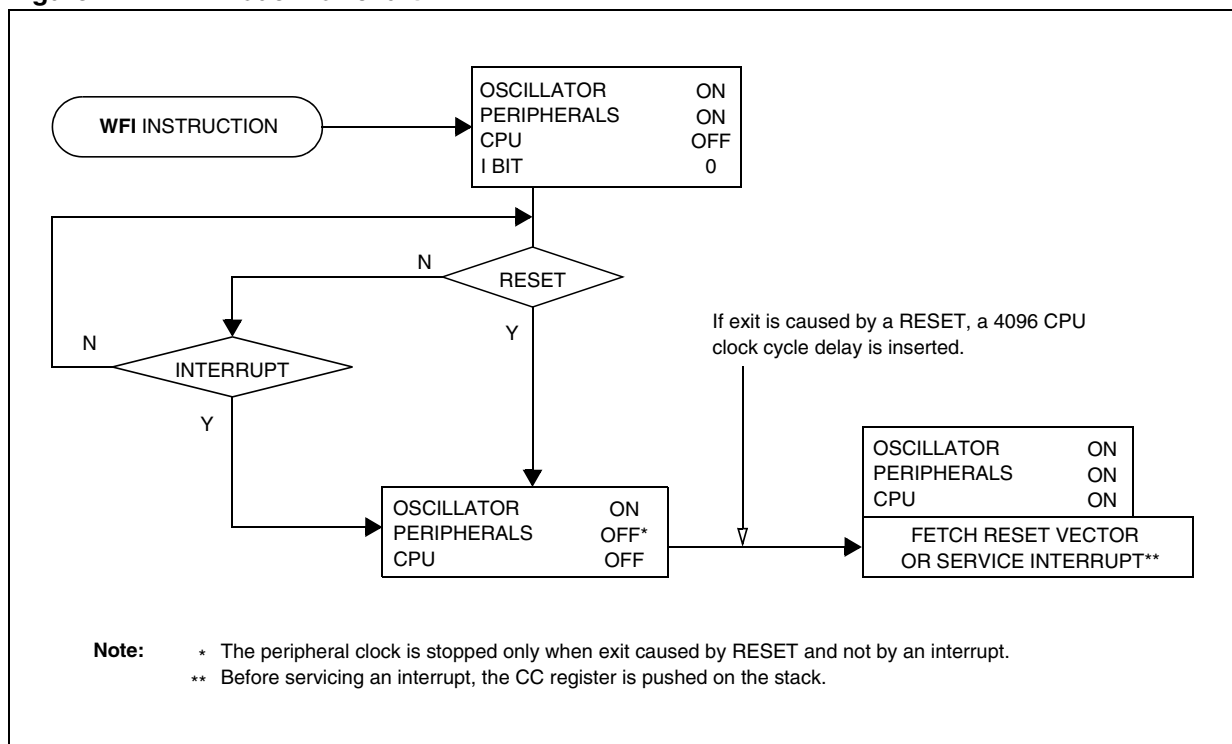 WFI INSTRUCTION
OSCILLATOR ON
PERIPHERALS ON
CPU OFF
I BIT 0
N
RESET
Y
N
INTERRUPT
Y
If exit is caused by a RESET, a 4096 CPU
clock cycle delay is inserted.
OSCILLATOR ON
PERIPHERALS OFF*
CPU OFF
OSCILLATOR ON
PERIPHERALS ON
CPU ON
FETCH RESET VECTOR
OR SERVICE INTERRUPT**
Note: * The peripheral clock is stopped only when exit caused by RESET and not by an interrupt.
** Before servicing an interrupt, the CC register is pushed on the stack.